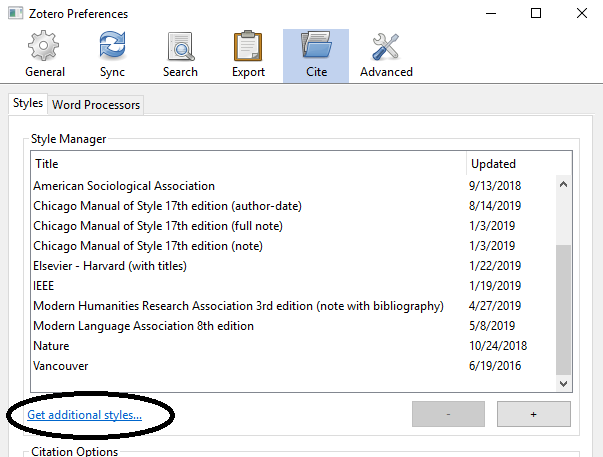 Zotero Preferences
General Sync Search Export Cite Advanced
Styles Word Processors
Style Manager
Title Updated
American Sociological Association 9/13/2018
Chicago Manual of Style 17th edition (author-date) 8/14/2019
Chicago Manual of Style 17th edition (full note) 1/3/2019
Chicago Manual of Style 17th edition (note) 1/3/2019
Elsevier - Harvard (with titles) 1/22/2019
IEEE 1/19/2019
Modern Humanities Research Association 3rd edition (note with bibliography) 4/27/2019
Modern Language Association 8th edition 5/8/2019
Nature 10/24/2018
Vancouver 6/19/2016
Get additional styles... - +
Citation Options